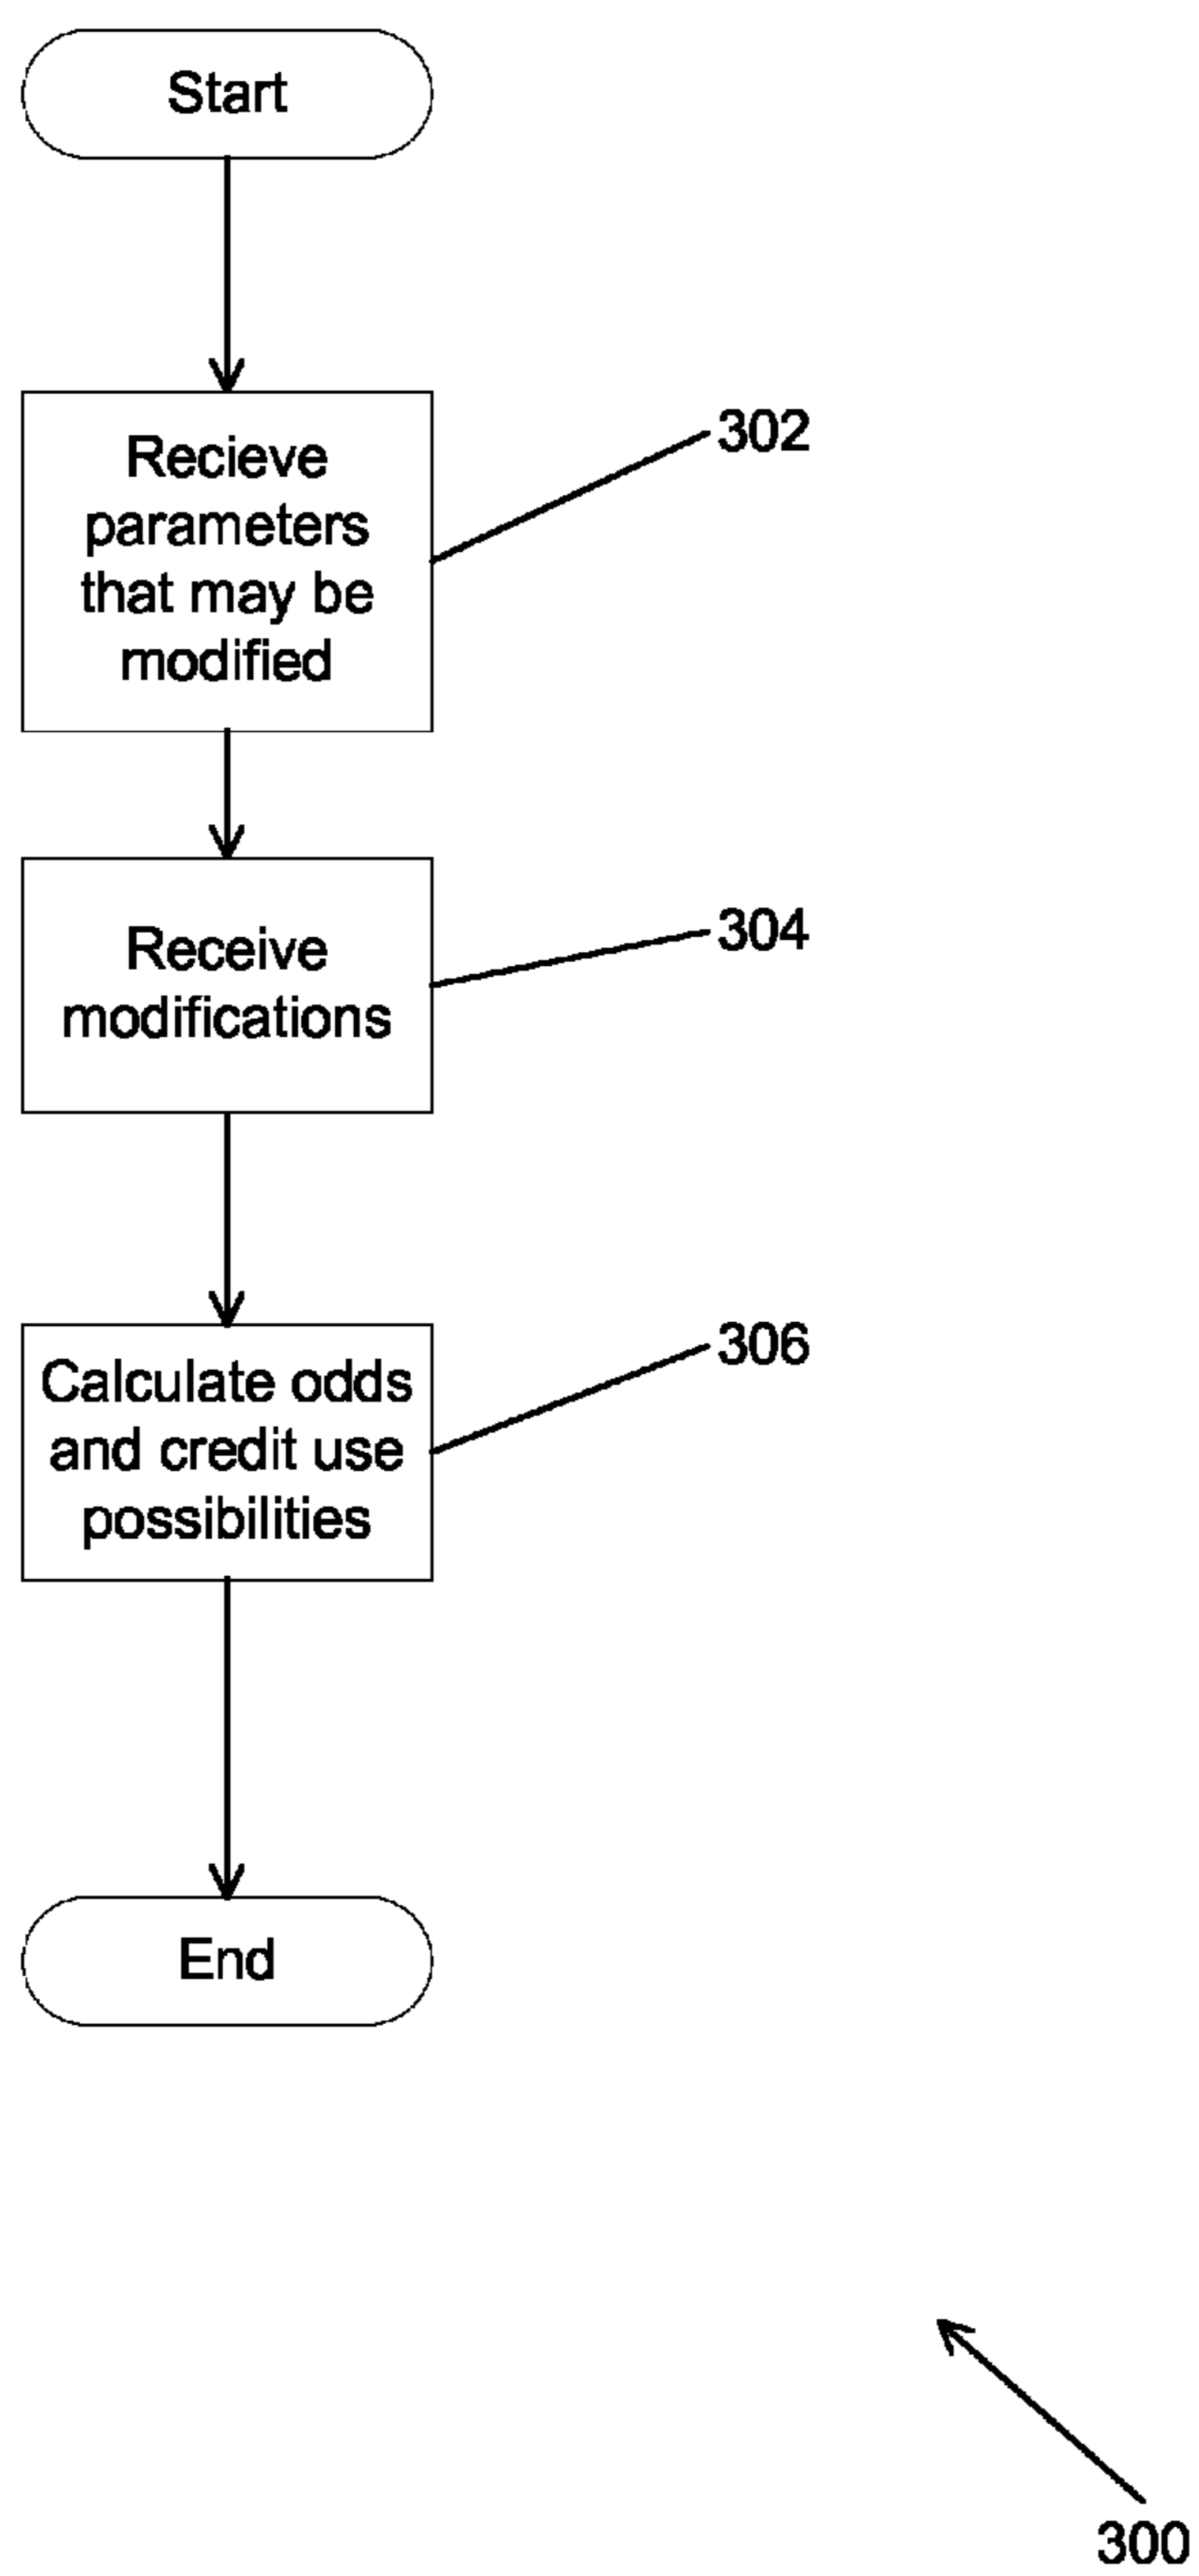 Start
Recieve
parameters
that may be
modified
302
Receive
modifications
304
Calculate odds
and credit use
possibilities
306
End
300